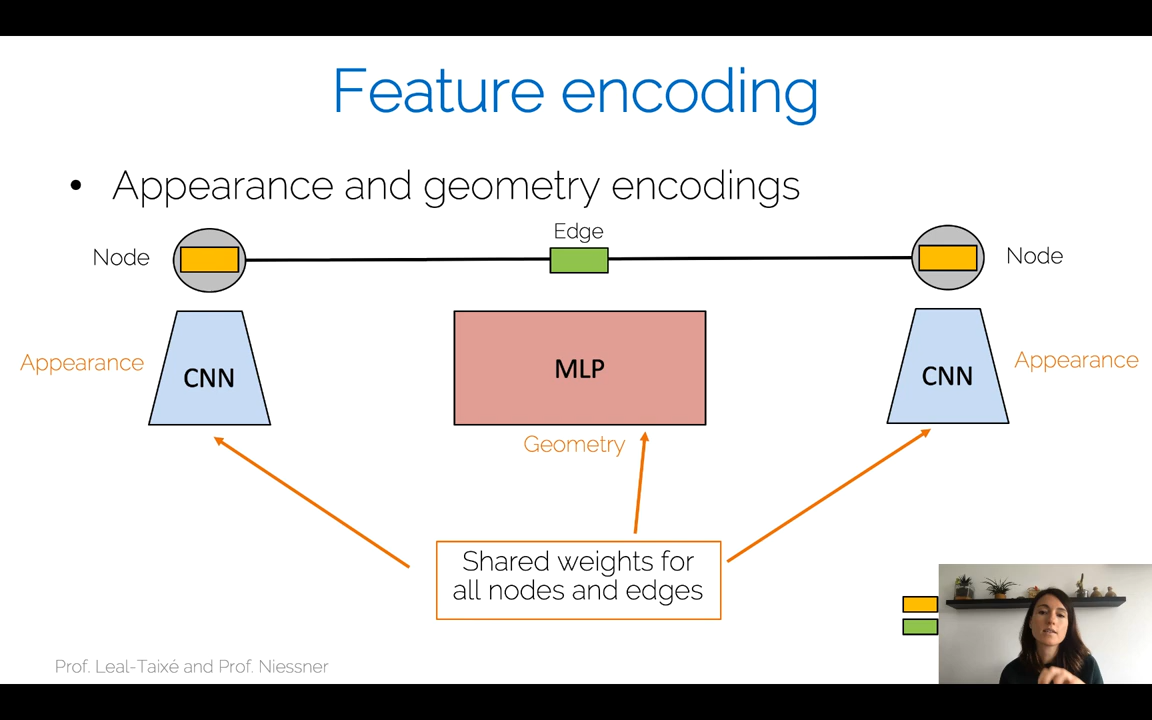 Feature encoding
• Appearance and geometry encodings
Edge
Node
Node
Appearance
CNN
MLP
CNN
Appearance
Geometry
Shared weights for
all nodes and edges
Prof. Leal-Taixé and Prof. Niessner